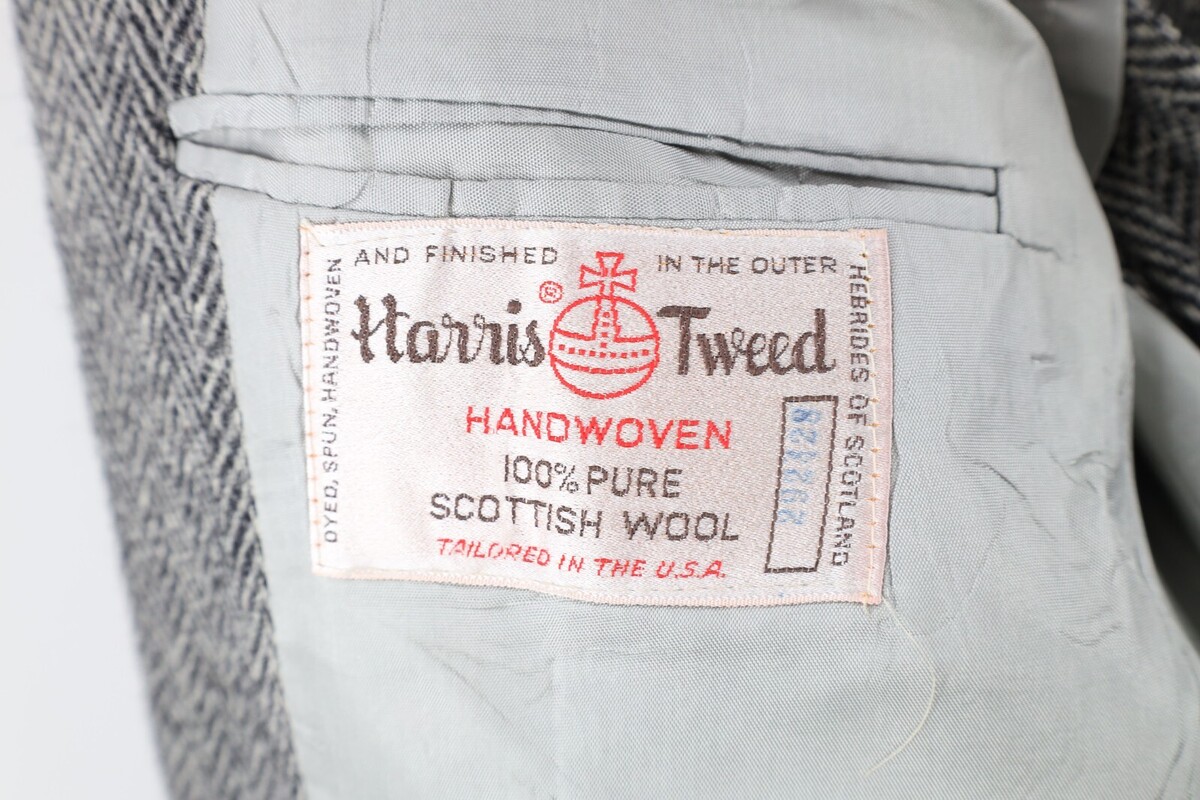 DYED, SPUN, HANDWOVEN
AND FINISHED IN THE OUTER
HEBRIDES OF SCOTLAND
Harris® Tweed
HANDWOVEN
100% PURE
SCOTTISH WOOL
TAILORED IN THE U.S.A.